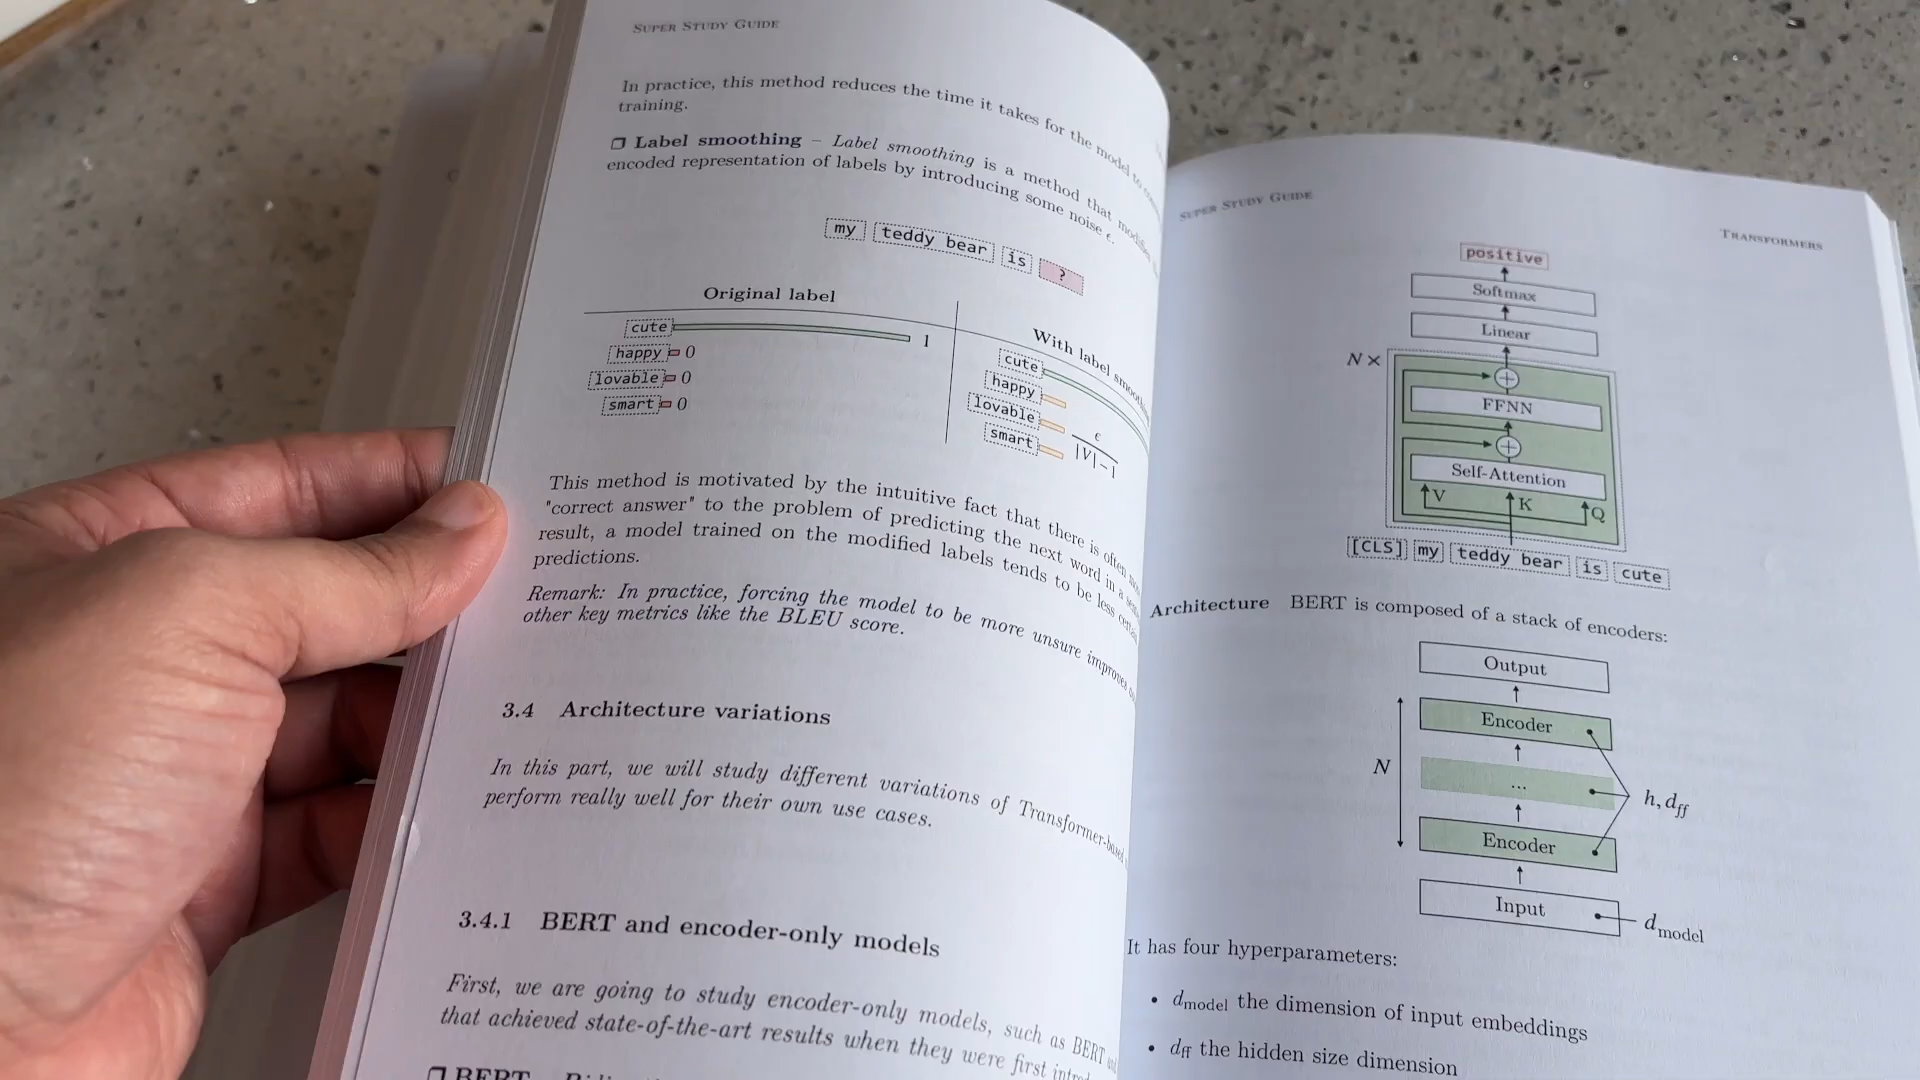 SUPER STUDY GUIDE
In practice, this method reduces the time it takes for the model to
training.
❒ Label smoothing – Label smoothing is a method that
encoded representation of labels by introducing some noise ϵ.
my teddy bear is ?
Original label
cute 1
happy 0
lovable 0
smart 0
With label
cute
happy
lovable
smart
ϵ
|V| − 1
This method is motivated by the intuitive fact that there is often
"correct answer" to the problem of predicting the next word in a
result, a model trained on the modified labels tends to be less
predictions.
Remark: In practice, forcing the model to be more unsure improves
other key metrics like the BLEU score.
3.4 Architecture variations
In this part, we will study different variations of Transformer-based
perform really well for their own use cases.
3.4.1 BERT and encoder-only models
First, we are going to study encoder-only models, such as BERT
that achieved state-of-the-art results when they were first
❒ BERT –
SUPER STUDY GUIDE
TRANSFORMERS
positive
Softmax
Linear
N ×
FFNN
Self-Attention
V K Q
[CLS] my teddy bear is cute
Architecture BERT is composed of a stack of encoders:
Output
Encoder
N
...
h, dff
Encoder
Input
dmodel
It has four hyperparameters:
• dmodel the dimension of input embeddings
• dff the hidden size dimension